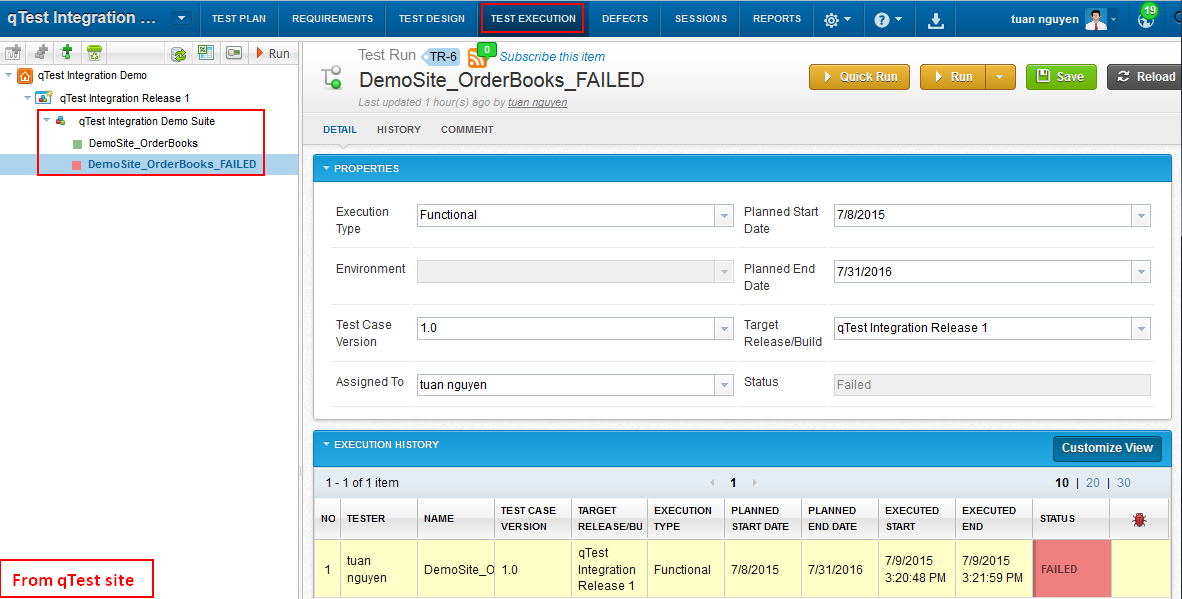 qTest Integration ...
TEST PLAN
REQUIREMENTS
TEST DESIGN
TEST EXECUTION
DEFECTS
SESSIONS
REPORTS
?
tuan nguyen
19
Run
qTest Integration Demo
qTest Integration Release 1
qTest Integration Demo Suite
DemoSite_OrderBooks
DemoSite_OrderBooks_FAILED
Test Run TR-6 0 Subscribe this item
DemoSite_OrderBooks_FAILED
Last updated 1 hour(s) ago by tuan nguyen
Quick Run
Run
Save
Reload
DETAIL HISTORY COMMENT
PROPERTIES
Execution
Type
Functional
Planned Start
Date
7/8/2015
Environment
Planned End
Date
7/31/2016
Test Case
Version
1.0
Target
Release/Build
qTest Integration Release 1
Assigned To
tuan nguyen
Status
Failed
EXECUTION HISTORY
Customize View
1 - 1 of 1 item
1
10 | 20 | 30
NO
TESTER
NAME
TEST CASE
VERSION
TARGET
RELEASE/BU
EXECUTION
TYPE
PLANNED
START DATE
PLANNED
END DATE
EXECUTED
START
EXECUTED
END
STATUS
1
tuan
nguyen
DemoSite_O
1.0
qTest
Integration
Release 1
Functional
7/8/2015
7/31/2016
7/9/2015
3:20:48 PM
7/9/2015
3:21:59 PM
FAILED
From qTest site